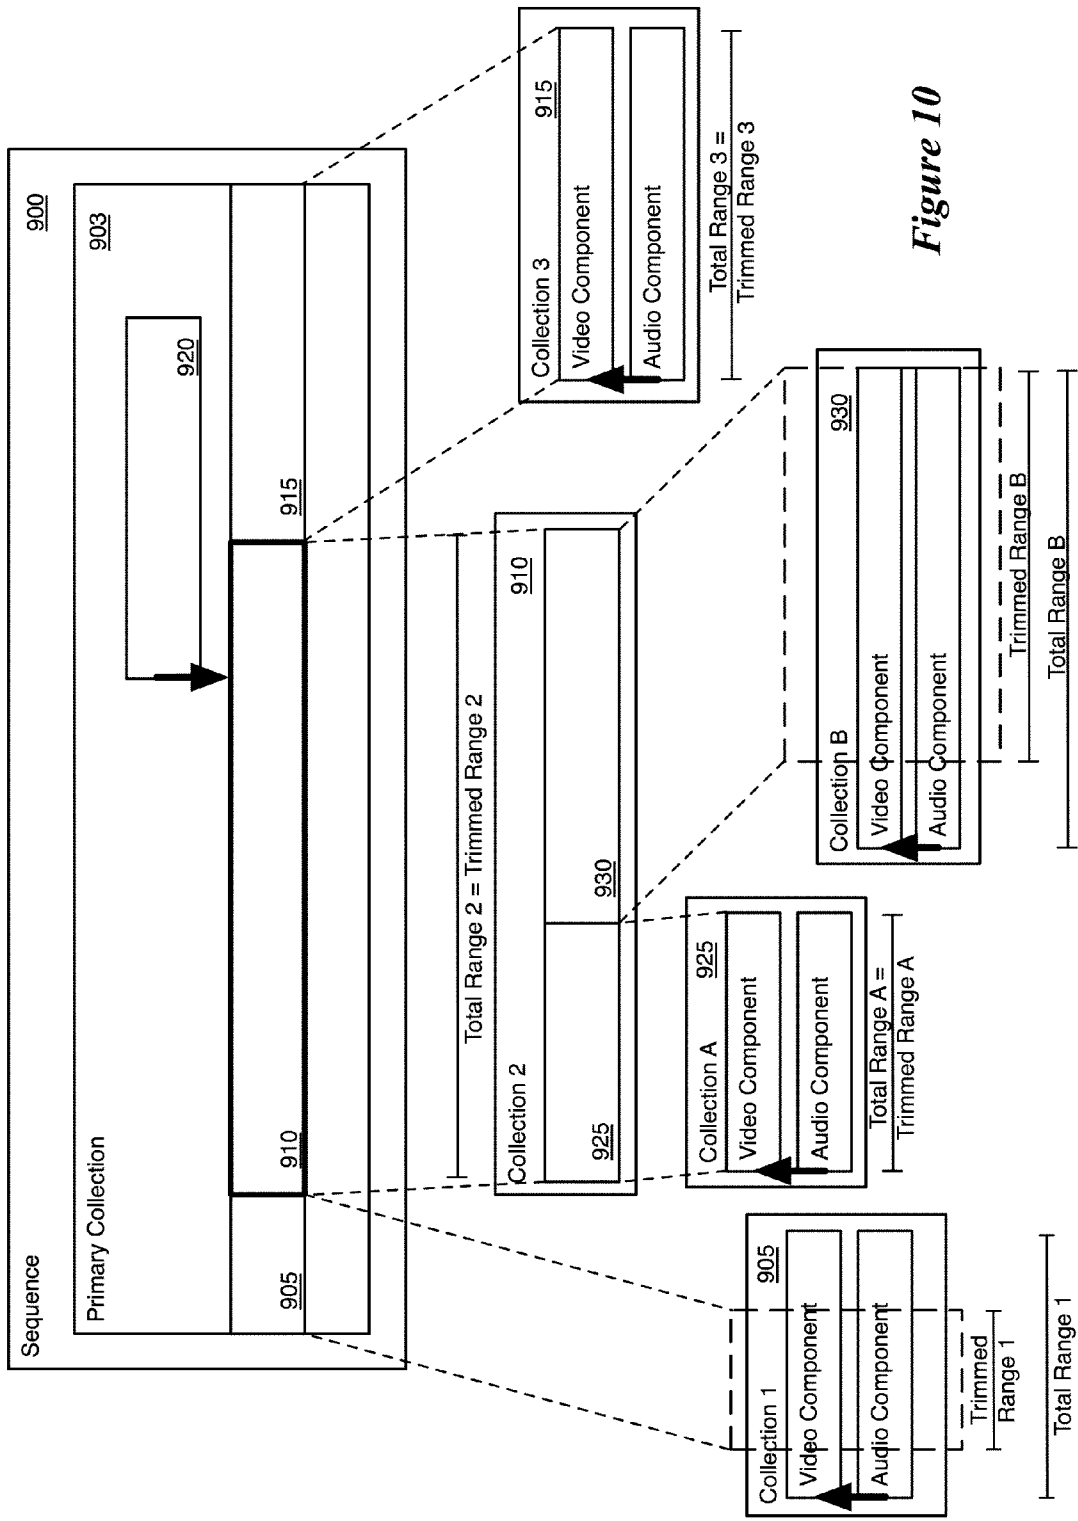 Sequence
900
Primary Collection
903
920
905
910
915
Total Range 2 = Trimmed Range 2
Collection 2
910
925
930
Collection 3
915
Video Component
Audio Component
Total Range 3 =
Trimmed Range 3
Collection 1
905
Video Component
Audio Component
Trimmed
Range 1
Total Range 1
Collection A
925
Video Component
Audio Component
Total Range A =
Trimmed Range A
Collection B
930
Video Component
Audio Component
Trimmed Range B
Total Range B
Figure 10